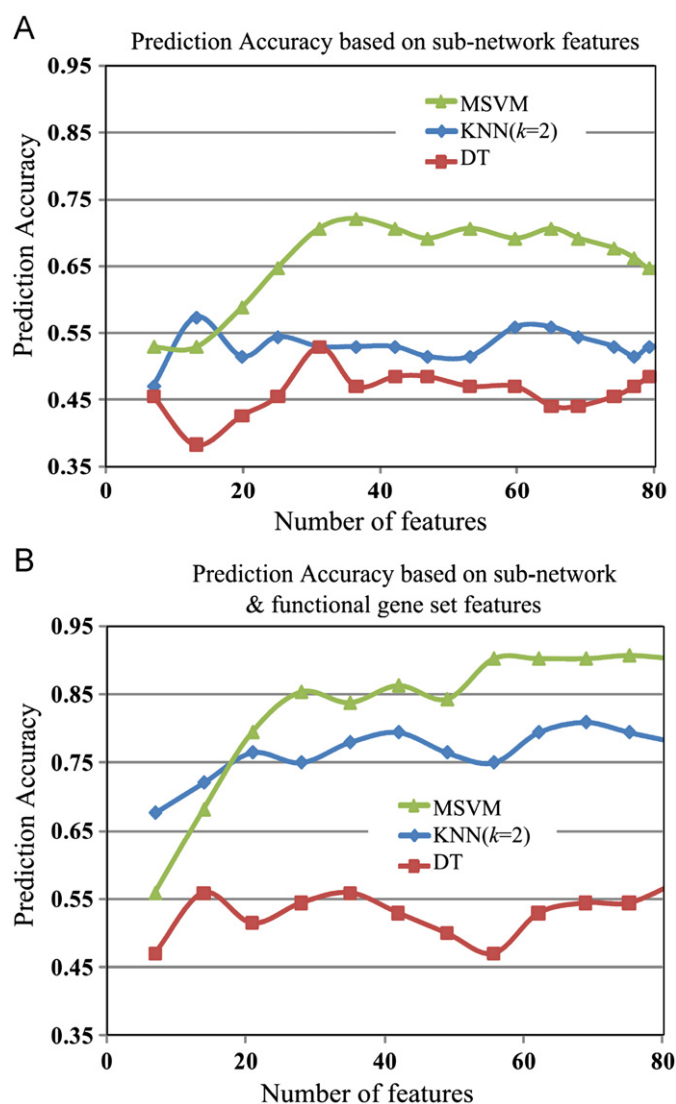 A
Prediction Accuracy based on sub-network features
0.95
0.85
0.75
0.65
0.55
0.45
0.35
Prediction Accuracy
MSVM
KNN(k=2)
DT
0 20 40 60 80
Number of features
B
Prediction Accuracy based on sub-network
& functional gene set features
0.95
0.85
0.75
0.65
0.55
0.45
0.35
Prediction Accuracy
MSVM
KNN(k=2)
DT
0 20 40 60 80
Number of features